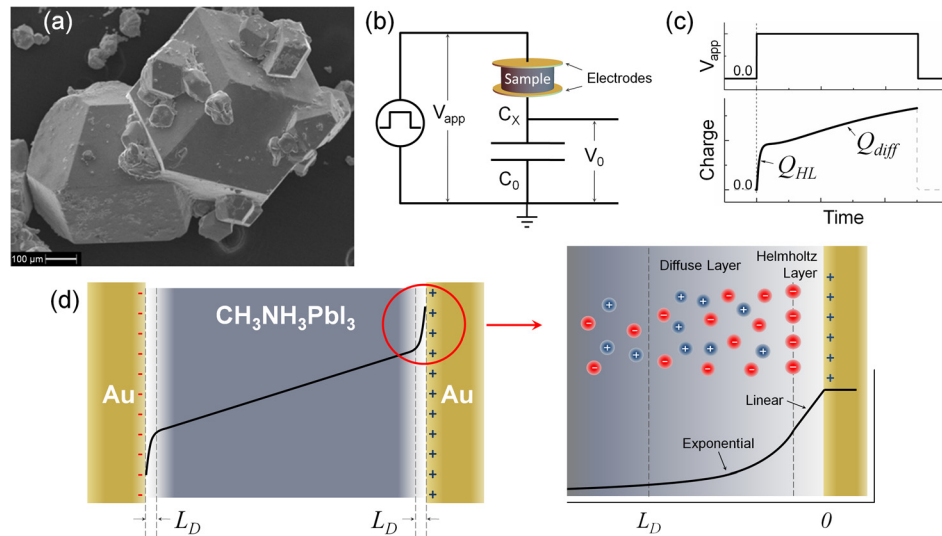 (a)
100 µm
(b)
V_app
Sample
Electrodes
C_X
C_0
V_0
(c)
V_app
0.0
Charge
0.0
Q_HL
Q_diff
Time
(d)
CH₃NH₃PbI₃
Au
Au
- - - - - - - - - - - -
+ + + + + + + + + + + +
L_D
L_D
Diffuse Layer
Helmholtz
Layer
Linear
Exponential
L_D
0